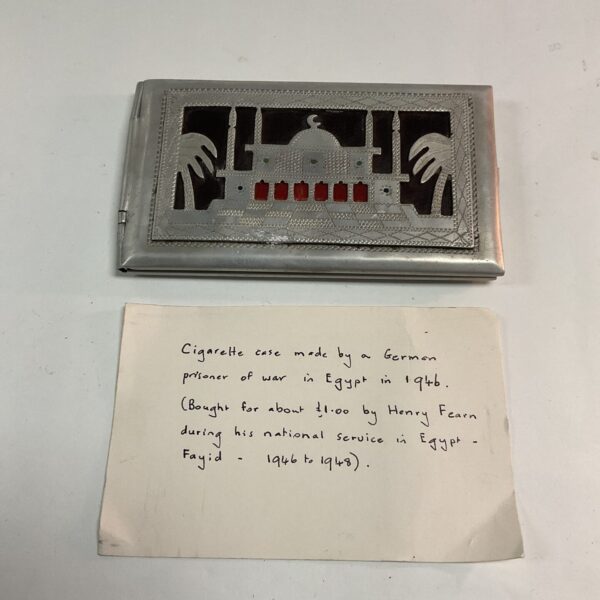 Cigarette case made by a German
prisoner of war in Egypt in 1946.
(Bought for about £1.00 by Henry Fearn
during his national service in Egypt -
Fayid - 1946 to 1948).